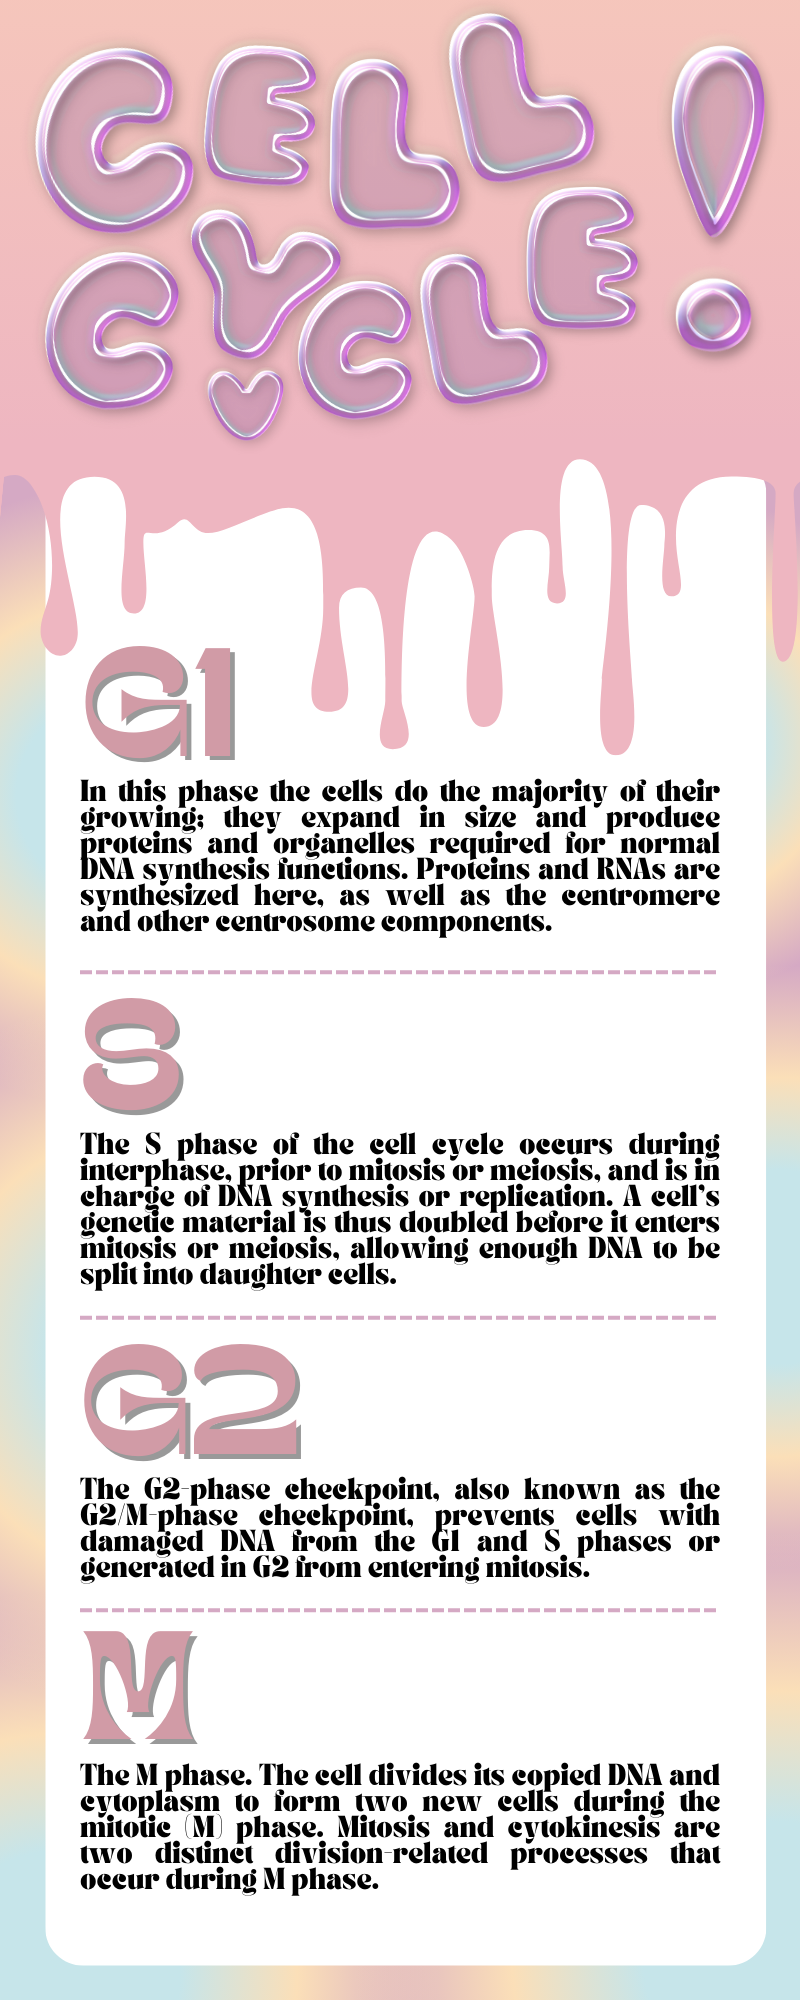 CELL
CYCLE!
G1
In this phase the cells do the majority of their
growing; they expand in size and produce
proteins and organelles required for normal
DNA synthesis functions. Proteins and RNAs are
synthesized here, as well as the centromere
and other centrosome components.
S
The S phase of the cell cycle occurs during
interphase, prior to mitosis or meiosis, and is in
charge of DNA synthesis or replication. A cell's
genetic material is thus doubled before it enters
mitosis or meiosis, allowing enough DNA to be
split into daughter cells.
G2
The G2-phase checkpoint, also known as the
G2/M-phase checkpoint, prevents cells with
damaged DNA from the G1 and S phases or
generated in G2 from entering mitosis.
M
The M phase. The cell divides its copied DNA and
cytoplasm to form two new cells during the
mitotic (M) phase. Mitosis and cytokinesis are
two distinct division-related processes that
occur during M phase.